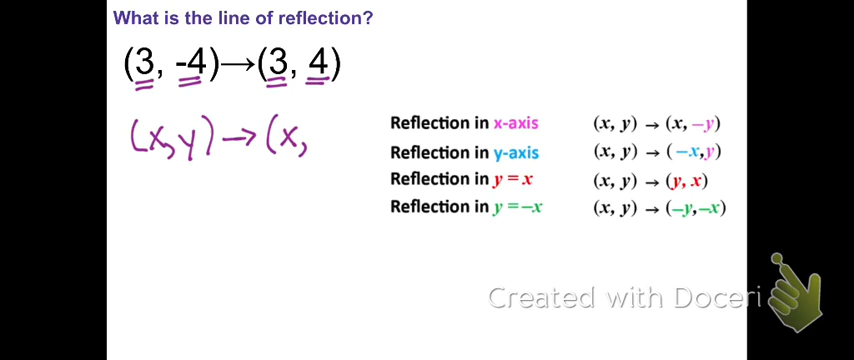 What is the line of reflection?
(3, -4)→(3, 4)
(x,y)→(x,
Reflection in x-axis (x, y) → (x, −y)
Reflection in y-axis (x, y) → (−x,y)
Reflection in y = x (x, y) → (y, x)
Reflection in y =−x (x, y) → (−y,−x)
Created with Doceri